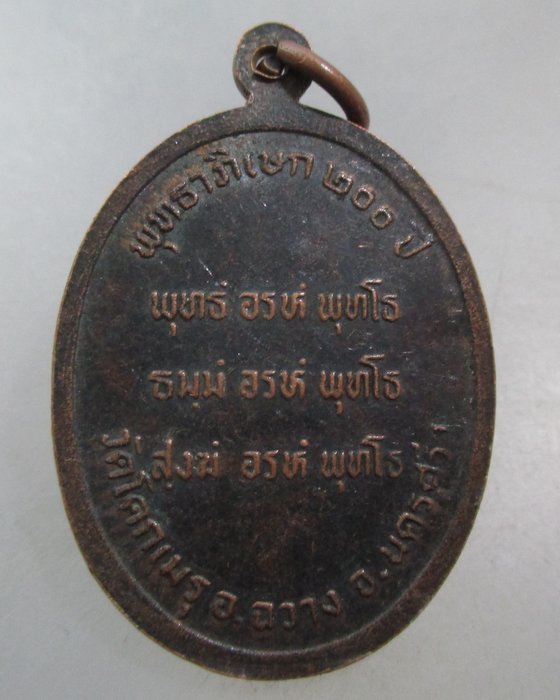 พุทธาภิเษก ๒๐๐ ปี
พุทธํ อรหํ พุทโธ
ธมฺมํ อรหํ พุทโธ
สงฺฆํ อรหํ พุทโธ
วัดโคกเมรุ อ.ฉวาง จ.นครศรีฯ